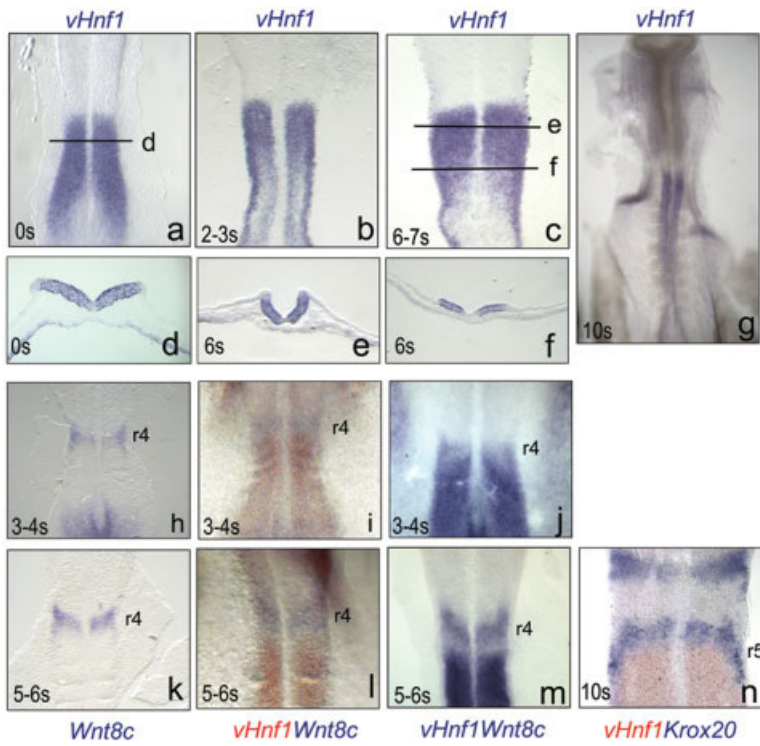 vHnf1 vHnf1 vHnf1 vHnf1
d
e
f
0s a 2-3s b 6-7s c
10s g
0s d 6s e 6s f
r4 r4 r4
3-4s h 3-4s i 3-4s j
r4 r4 r4 r5
5-6s k 5-6s l 5-6s m 10s n
Wnt8c vHnf1Wnt8c vHnf1Wnt8c vHnf1Krox20